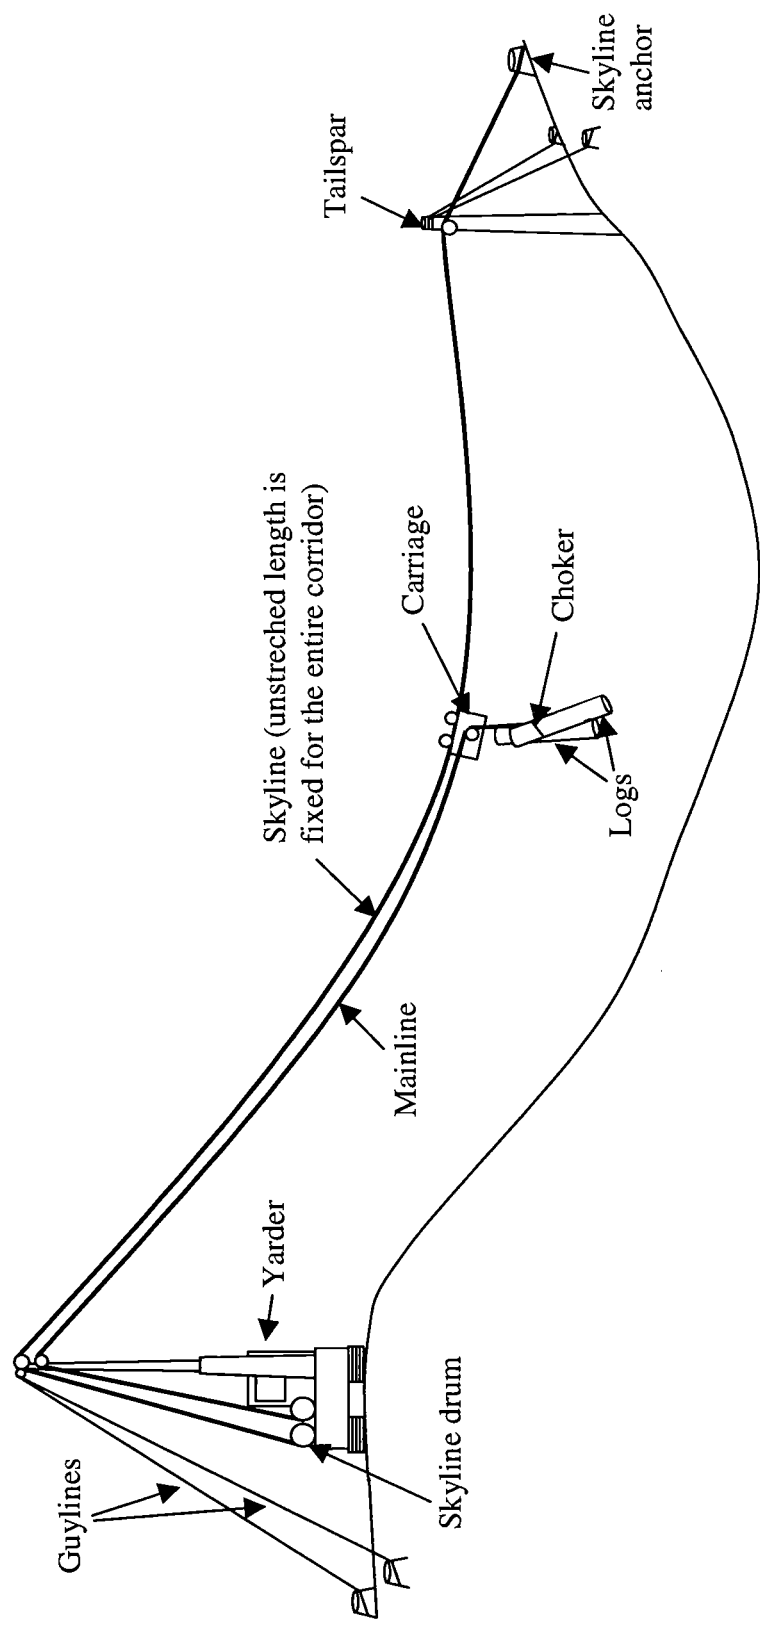 Guylines
Skyline drum
Yarder
Mainline
Skyline (unstreched length is
fixed for the entire corridor)
Carriage
Choker
Logs
Tailspar
Skyline
anchor